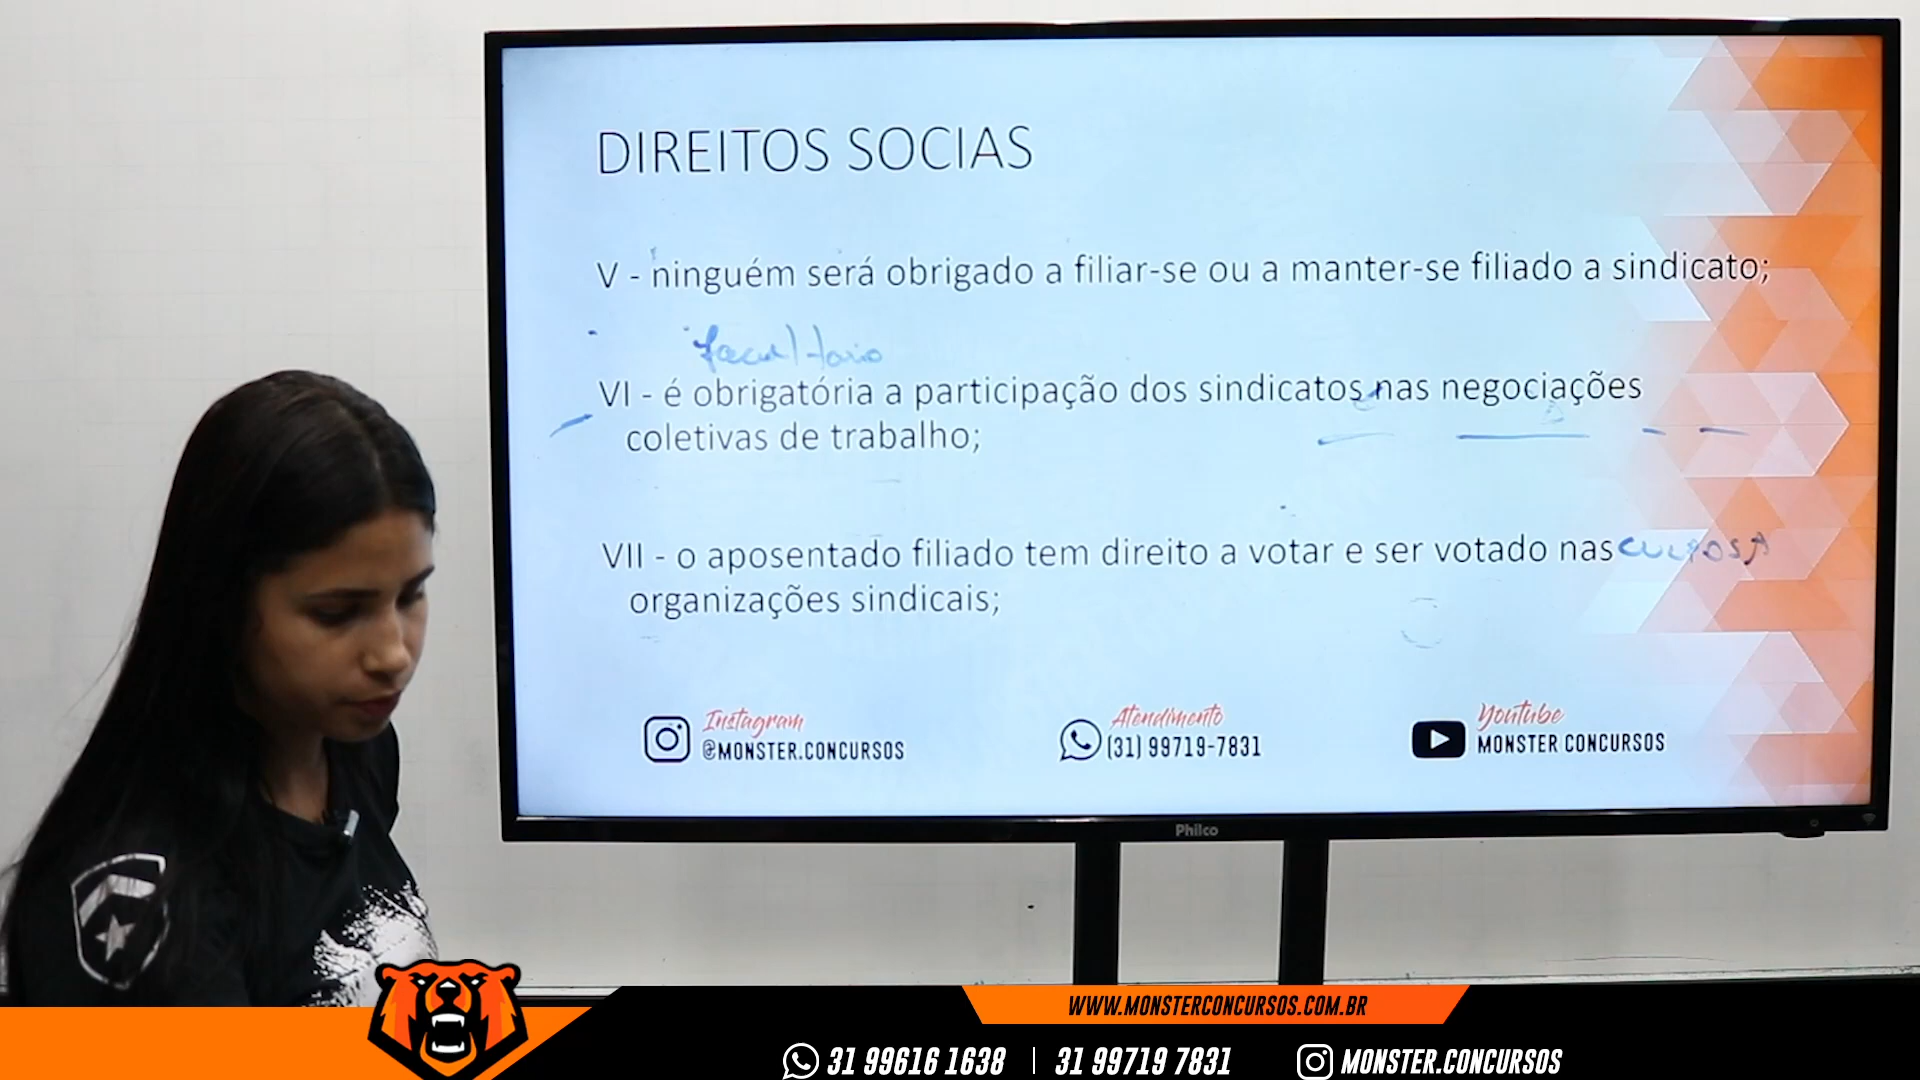 DIREITOS SOCIAS
V - ninguém será obrigado a filiar-se ou a manter-se filiado a sindicato;
VI - é obrigatória a participação dos sindicatos nas negociações
coletivas de trabalho;
VII - o aposentado filiado tem direito a votar e ser votado nas CULPOSA
organizações sindicais;
Instagram
@MONSTER.CONCURSOS
Atendimento
(31) 99719-7831
Youtube
MONSTER CONCURSOS
Philco
WWW.MONSTERCONCURSOS.COM.BR
31 99616 1638 | 31 99719 7831 MONSTER.CONCURSOS